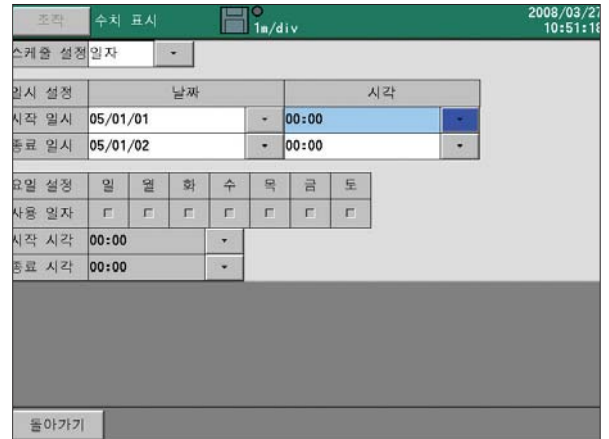 조작 수치 표시 1m/div 2008/03/27
10:51:18
스케줄 설정 일자
일시 설정 날짜 시각
시작 일시 05/01/01 00:00
종료 일시 05/01/02 00:00
요일 설정 일 월 화 수 목 금 토
사용 일자
시작 시각 00:00
종료 시각 00:00
돌아가기